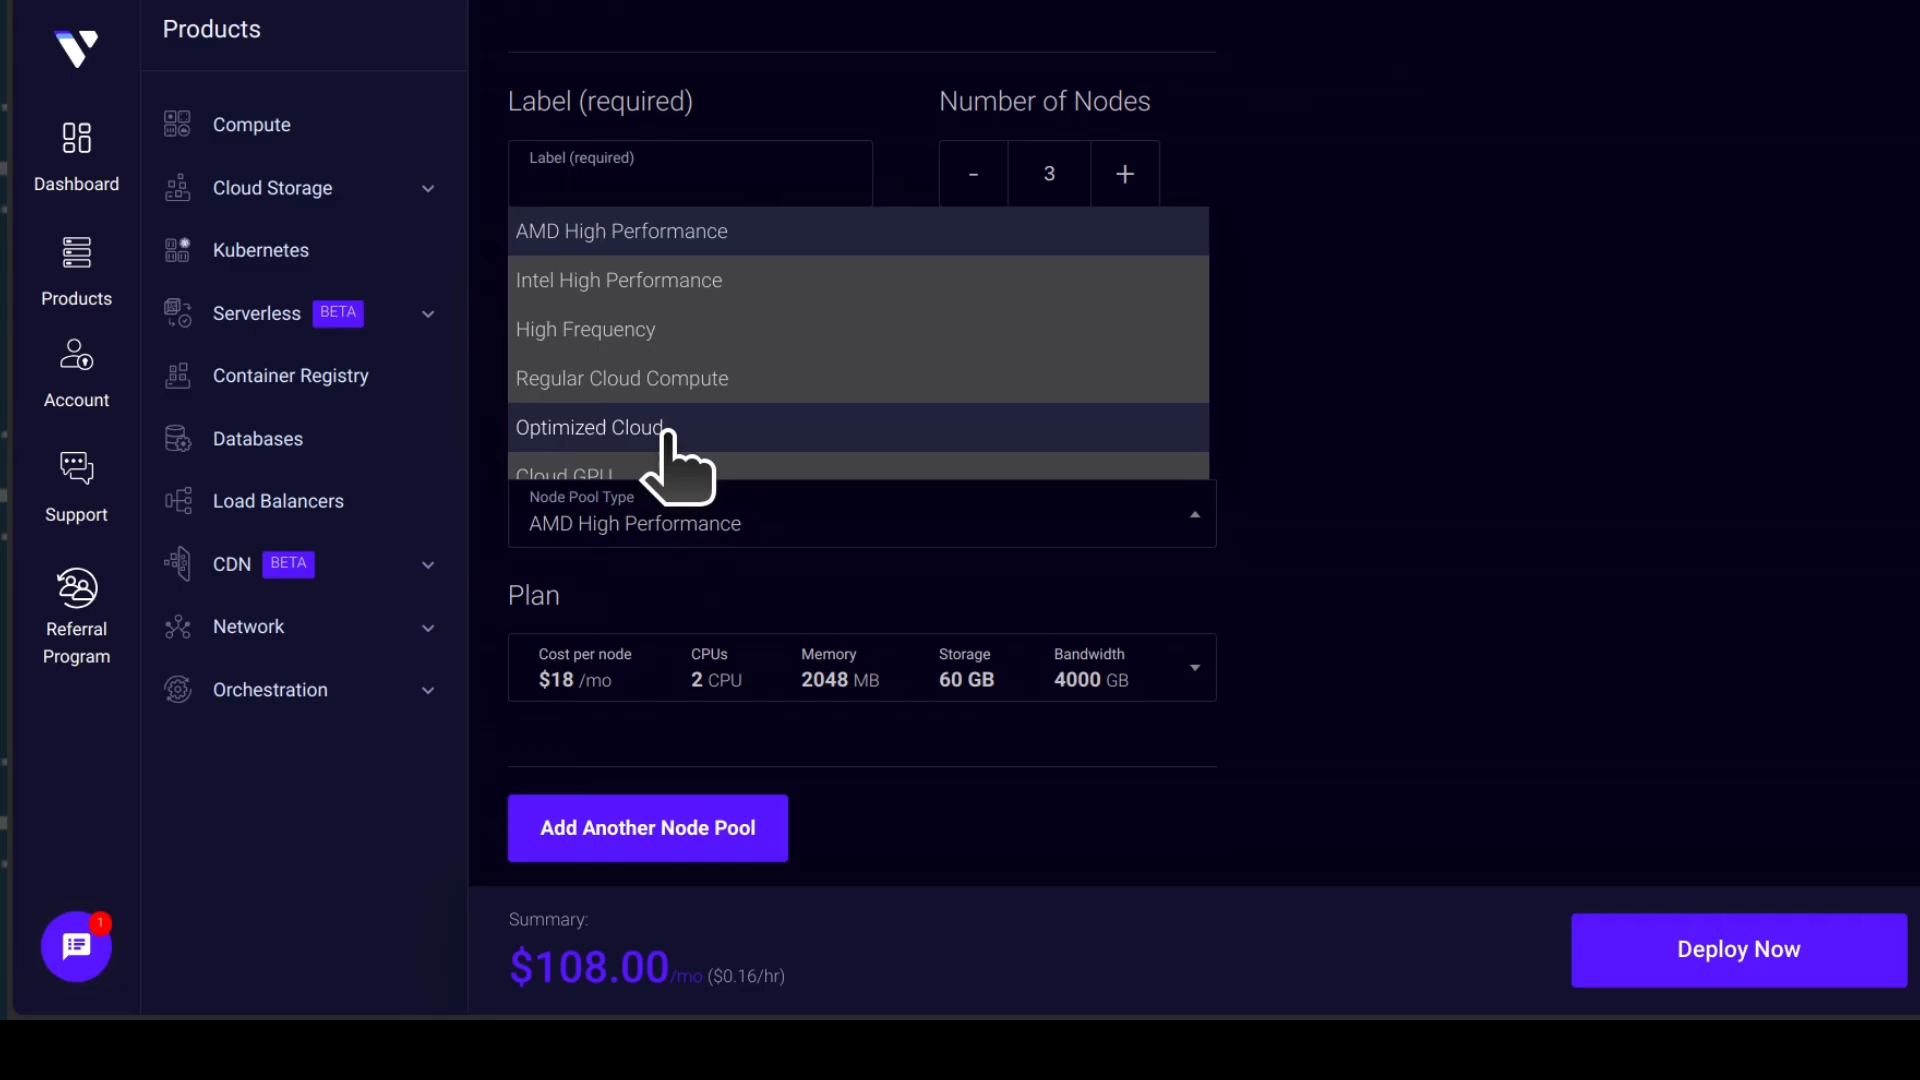 Products
Dashboard
Products
Account
Support
Referral
Program
1
Compute
Cloud Storage
Kubernetes
Serverless BETA
Container Registry
Databases
Load Balancers
CDN BETA
Network
Orchestration
Label (required)
Number of Nodes
Label (required)
- 3 +
AMD High Performance
Intel High Performance
High Frequency
Regular Cloud Compute
Optimized Cloud
Cloud GPU
Node Pool Type
AMD High Performance
Plan
Cost per node CPUs Memory Storage Bandwidth
$18 /mo 2 CPU 2048 MB 60 GB 4000 GB
Add Another Node Pool
Summary:
$108.00/mo ($0.16/hr)
Deploy Now